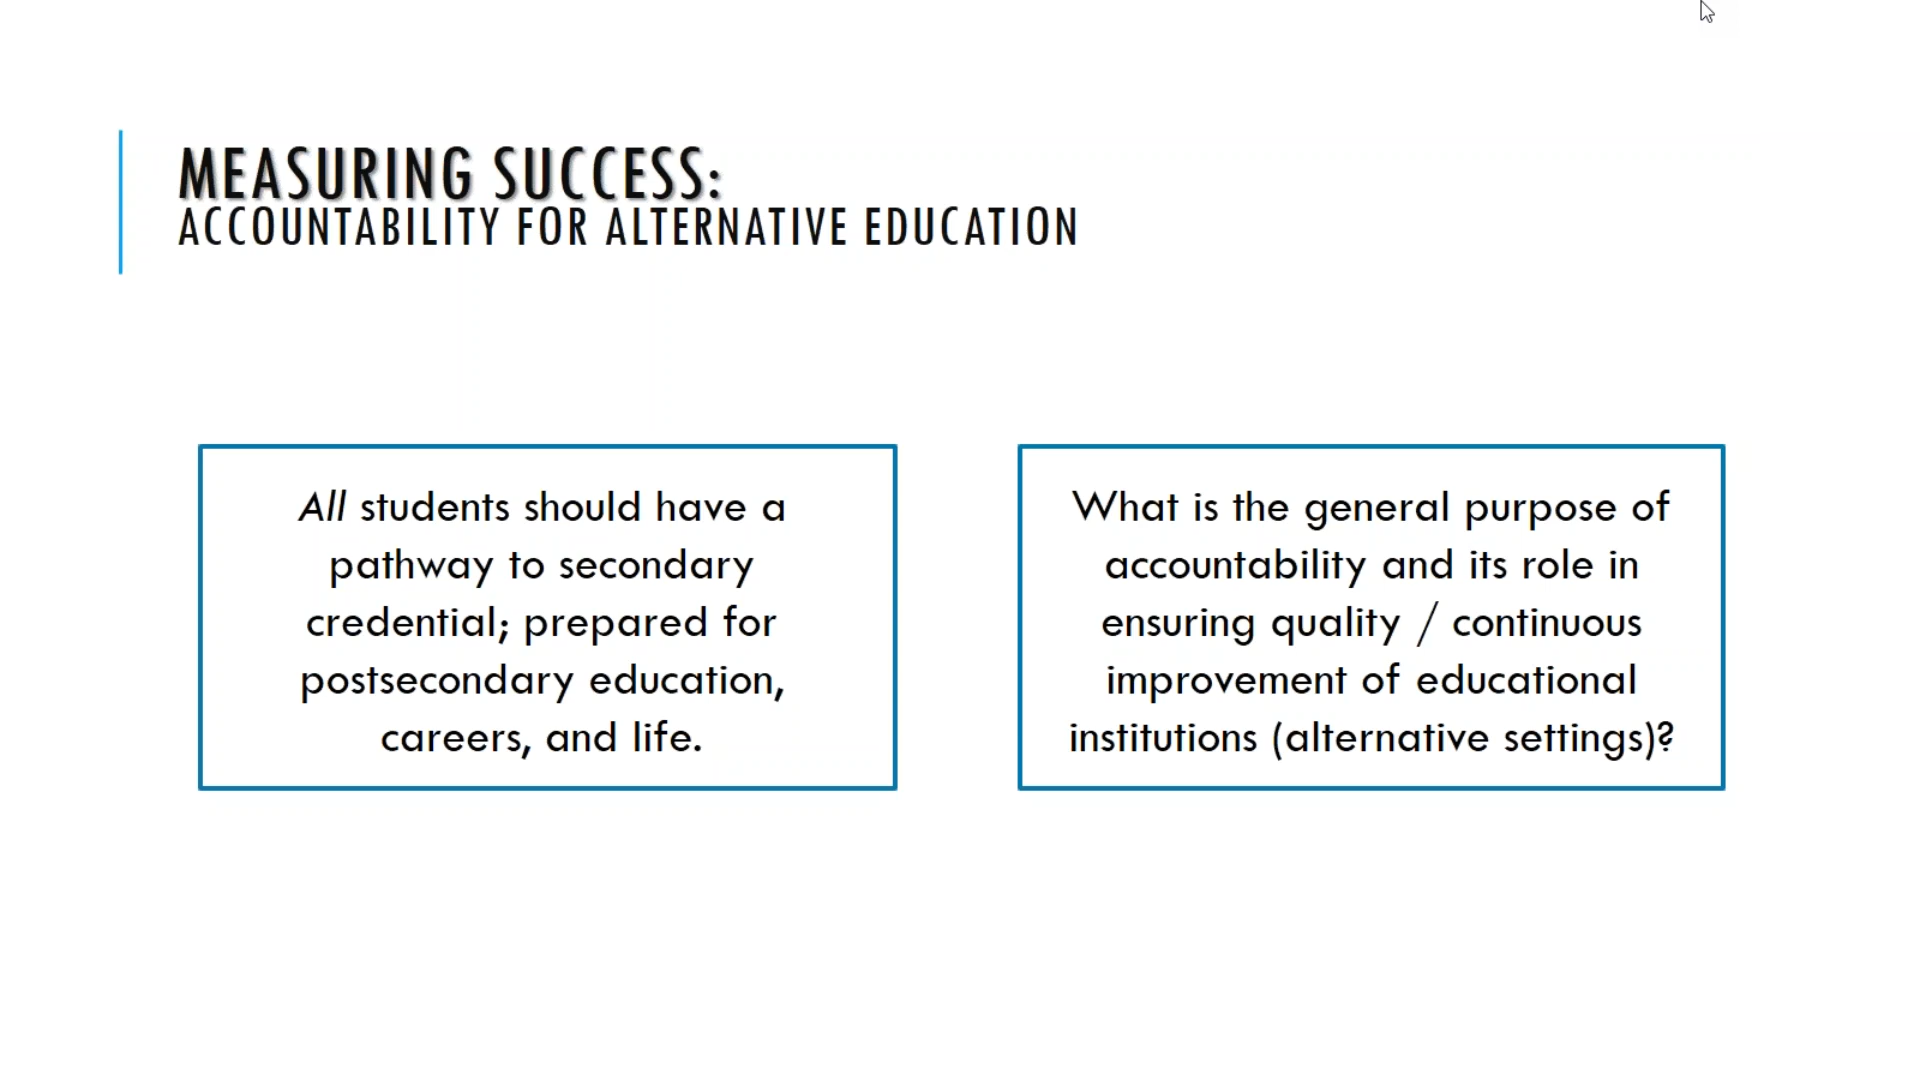 MEASURING SUCCESS:
ACCOUNTABILITY FOR ALTERNATIVE EDUCATION
All students should have a
pathway to secondary
credential; prepared for
postsecondary education,
careers, and life.
What is the general purpose of
accountability and its role in
ensuring quality / continuous
improvement of educational
institutions (alternative settings)?